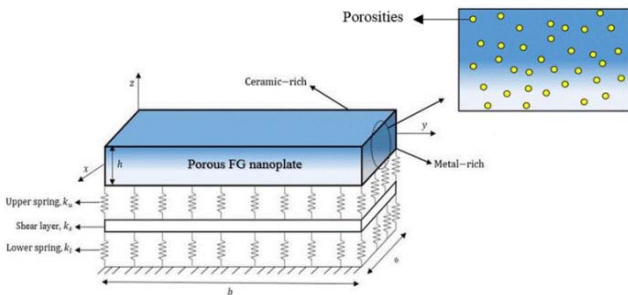 Porosities
Ceramic−rich
z
y
x
h
Porous FG nanoplate
Metal−rich
Upper spring, kᵤ
Shear layer, kₛ
Lower spring, kₗ
a
b